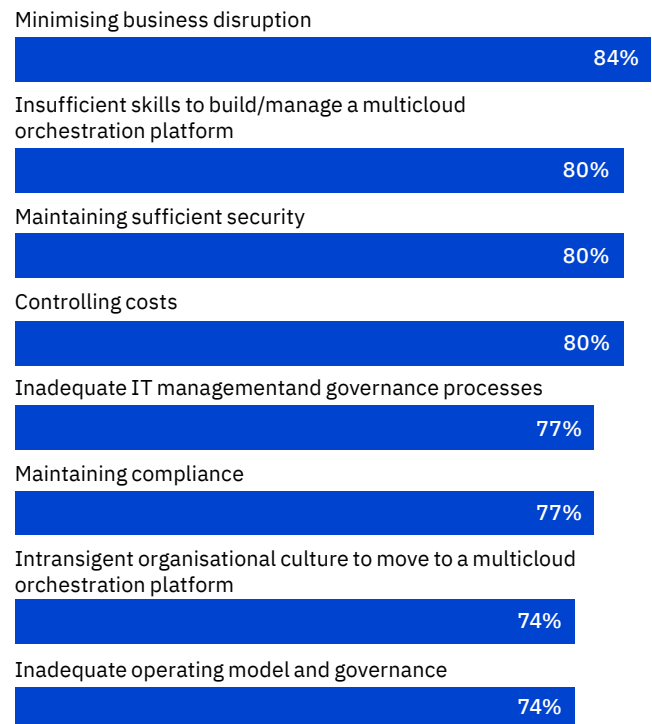 Minimising business disruption
84%
Insufficient skills to build/manage a multicloud
orchestration platform
80%
Maintaining sufficient security
80%
Controlling costs
80%
Inadequate IT managementand governance processes
77%
Maintaining compliance
77%
Intransigent organisational culture to move to a multicloud
orchestration platform
74%
Inadequate operating model and governance
74%